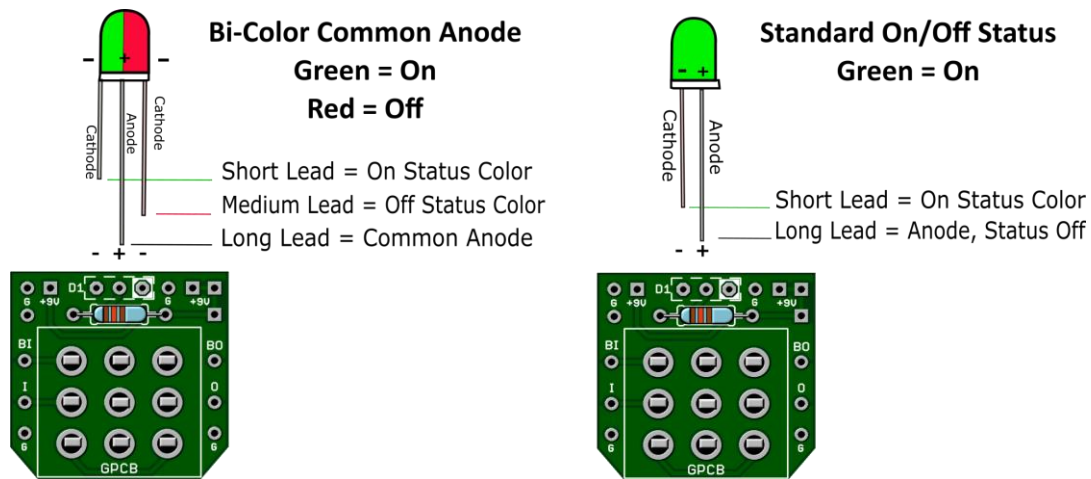 Bi-Color Common Anode
Green = On
Red = Off
- + -
Cathode
Anode
Cathode
Short Lead = On Status Color
Medium Lead = Off Status Color
Long Lead = Common Anode
- + -
D1
G +9V G +9V
BI BO
I O
G G
GPCB
Standard On/Off Status
Green = On
- +
Cathode
Anode
Short Lead = On Status Color
Long Lead = Anode, Status Off
- +
D1
G +9V G +9V
BI BO
I O
G G
GPCB